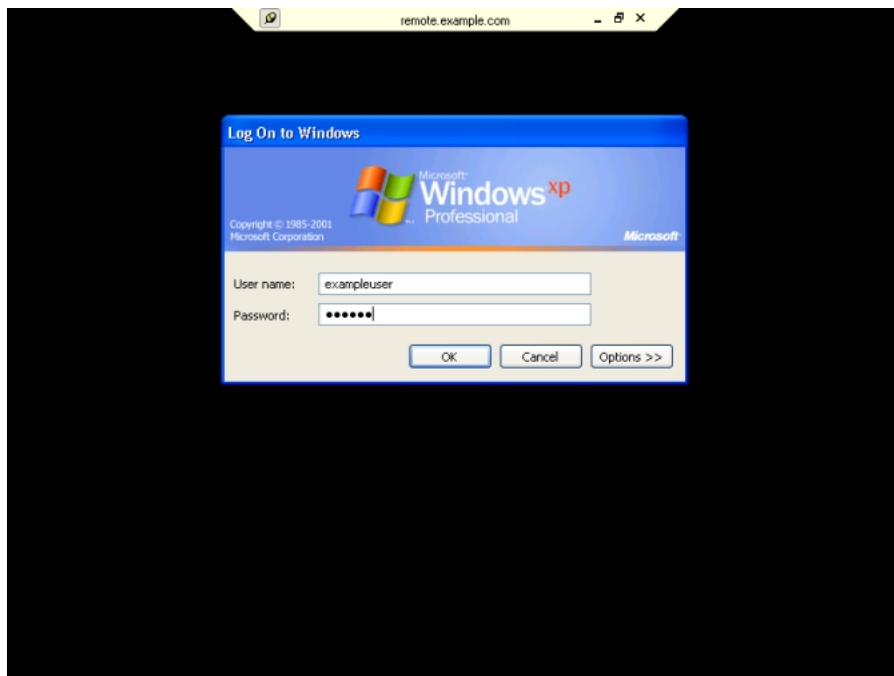 remote.example.com
Log On to Windows
Microsoft
Windows xp
Professional
Copyright © 1985-2001
Microsoft Corporation
Microsoft
User name: exampleuser
Password: ●●●●●●
OK Cancel Options >>